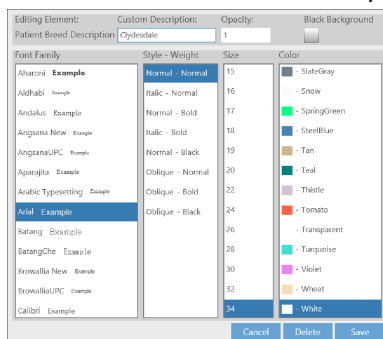 Editing Element: Custom Description: Opacity: Black Background
Patient Breed Description Clydesdale 1
Font Family Style - Weight Size Color
Aharoni Example
Aldhabi Example
Andalus Example
Angsana New Example
AngsanaUPC Example
Aparajita Example
Arabic Typesetting Example
Arial Example
Batang Example
BatangChe Example
Browallia New Example
BrowalliaUPC Example
Calibri Example
Normal - Normal
Italic - Normal
Normal - Bold
Italic - Bold
Normal - Black
Oblique - Normal
Oblique - Bold
Oblique - Black
15
16
17
18
19
20
22
24
26
28
30
32
34
- SlateGray
- Snow
- SpringGreen
- SteelBlue
- Tan
- Teal
- Thistle
- Tomato
- Transparent
- Turquoise
- Violet
- Wheat
- White
Cancel Delete Save